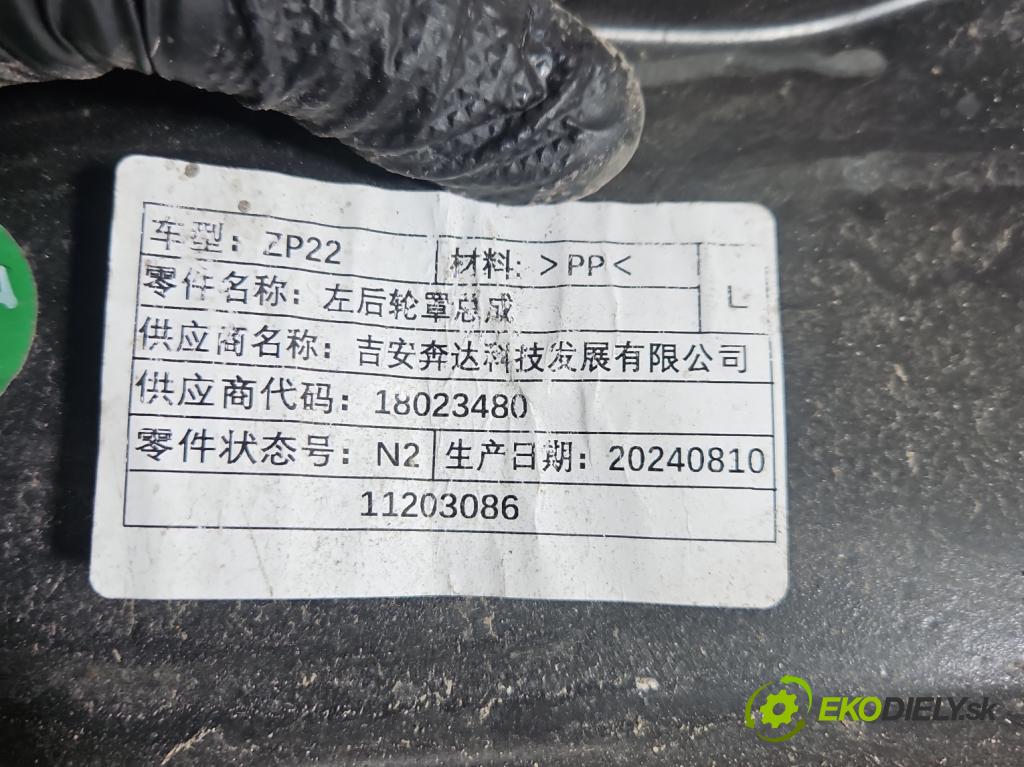 车型: ZP22 材料: >PP< L
零件名称: 左后轮罩总成
供应商名称: 吉安奔达科技发展有限公司
供应商代码: 18023480
零件状态号: N2 生产日期: 20240810
11203086
EKODIELY.sk